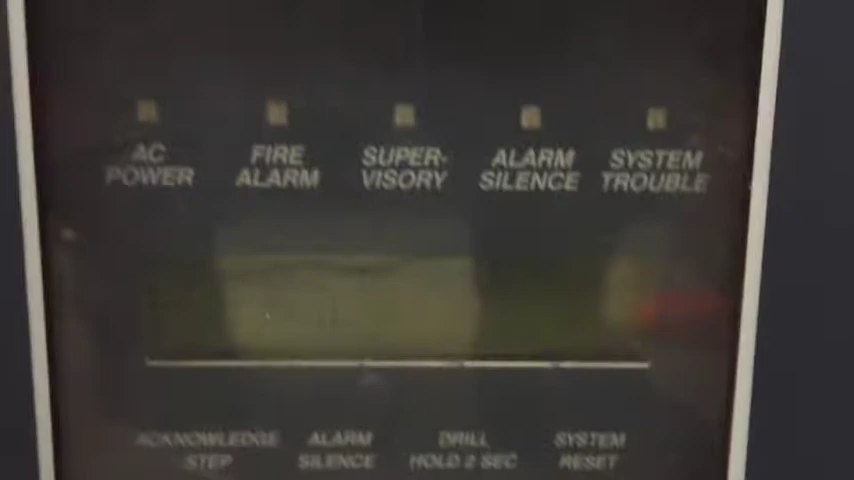 AC FIRE SUPER- ALARM SYSTEM
POWER ALARM VISORY SILENCE TROUBLE
ACKNOWLEDGE ALARM DRILL SYSTEM
STEP SILENCE HOLD 2 SEC RESET